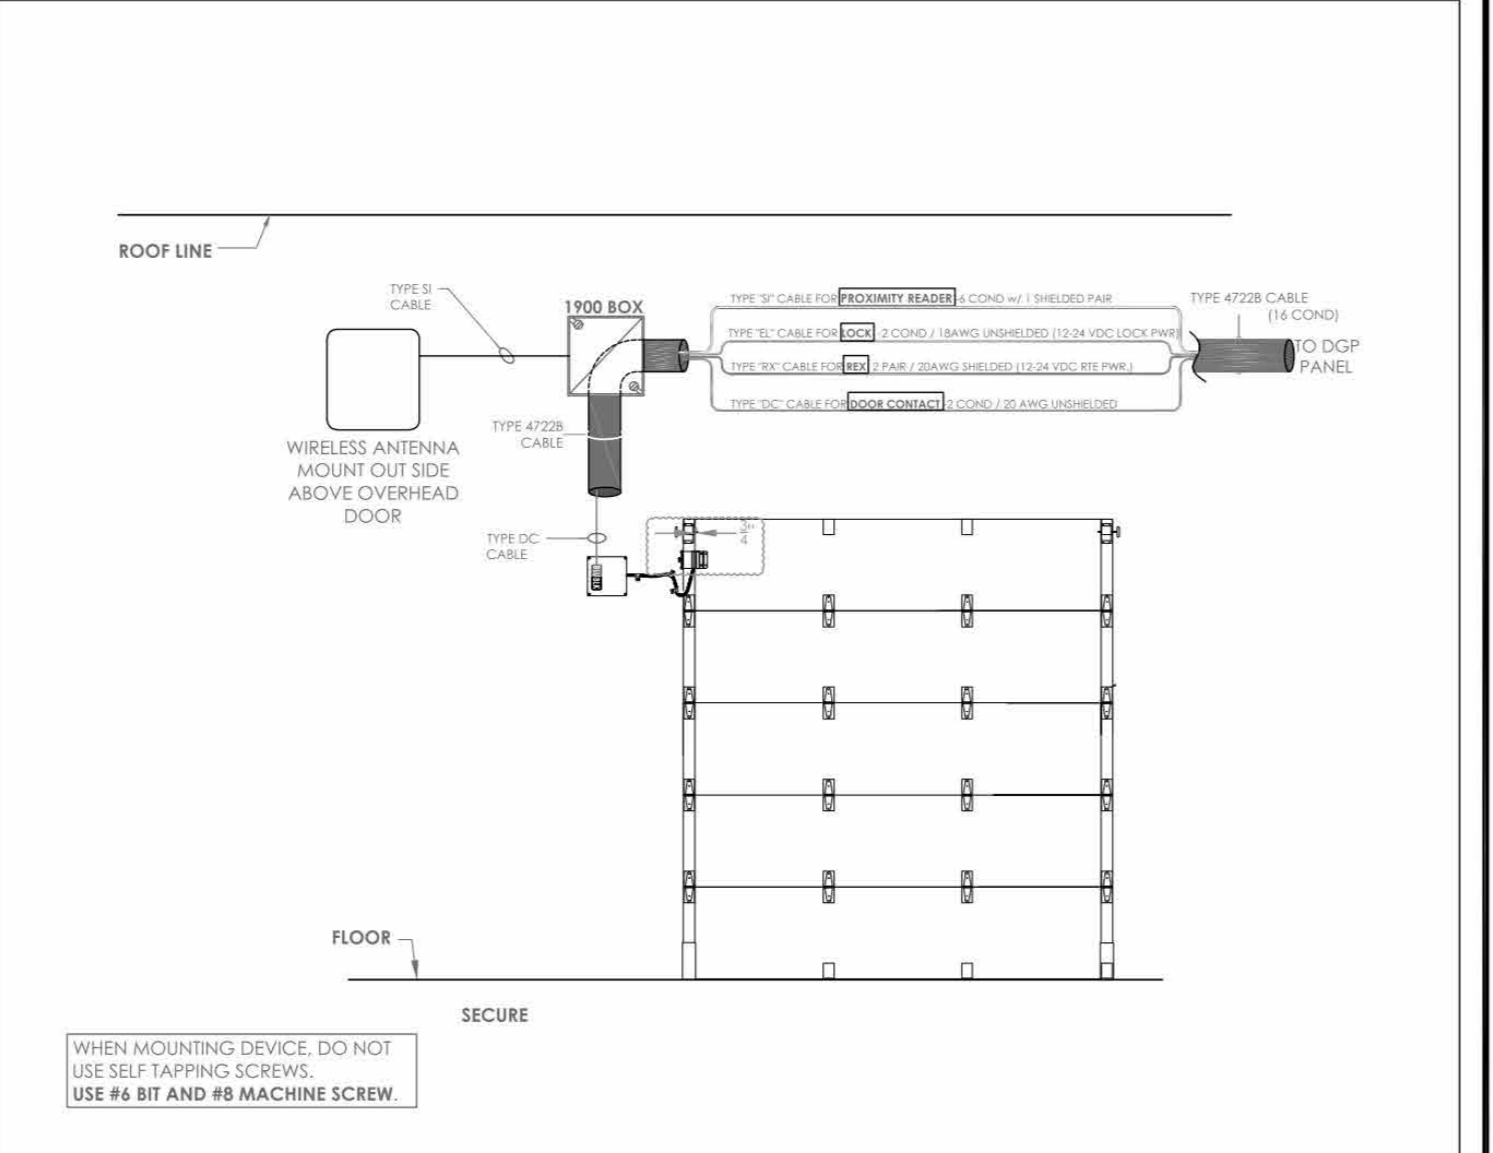 ROOF LINE
TYPE SI
CABLE
1900 BOX
TYPE "SI" CABLE FOR PROXIMITY READER 6 COND w/ 1 SHIELDED PAIR
TYPE 4722B CABLE
(16 COND)
TYPE "EL" CABLE FOR LOCK - 2 COND / 18AWG UNSHIELDED (12-24 VDC LOCK PWR)
TO DGP
PANEL
TYPE "RX" CABLE FOR REX 2 PAIR / 20AWG SHIELDED (12-24 VDC RTE PWR.)
TYPE "DC" CABLE FOR DOOR CONTACT 2 COND / 20 AWG UNSHIELDED
TYPE 4722B
CABLE
WIRELESS ANTENNA
MOUNT OUT SIDE
ABOVE OVERHEAD
DOOR
TYPE DC
CABLE
3"
4
FLOOR
SECURE
WHEN MOUNTING DEVICE, DO NOT
USE SELF TAPPING SCREWS.
USE #6 BIT AND #8 MACHINE SCREW.